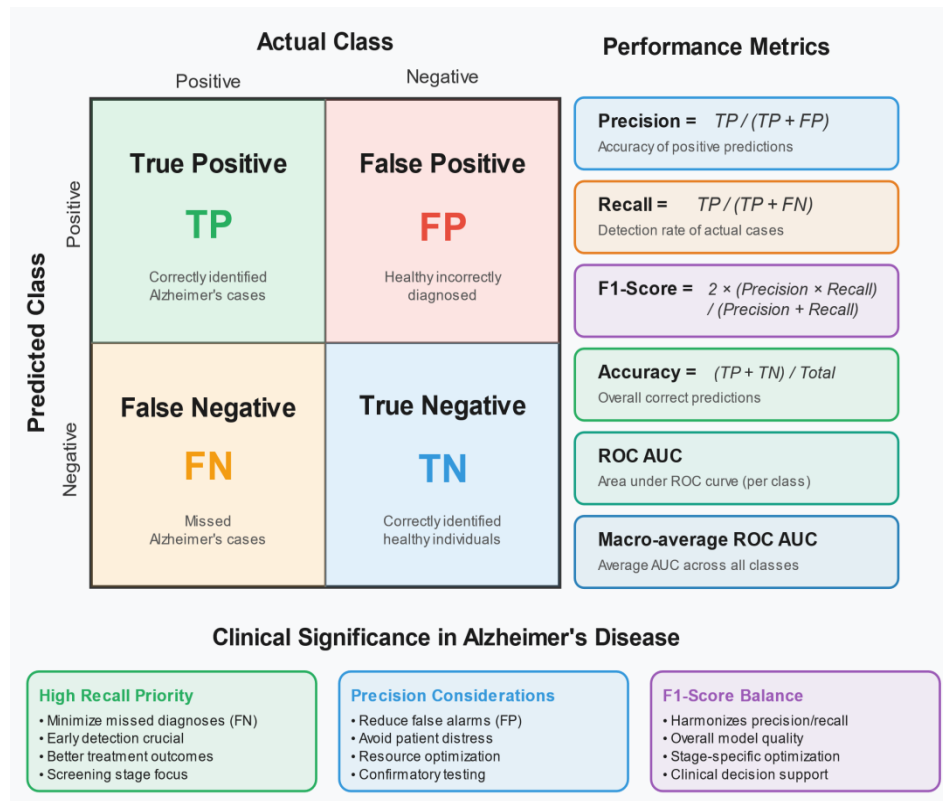 Actual Class
Performance Metrics
Positive
Negative
Predicted Class
Positive
Negative
True Positive
TP
Correctly identified
Alzheimer's cases
False Positive
FP
Healthy incorrectly
diagnosed
False Negative
FN
Missed
Alzheimer's cases
True Negative
TN
Correctly identified
healthy individuals
Precision = TP / (TP + FP)
Accuracy of positive predictions
Recall = TP / (TP + FN)
Detection rate of actual cases
F1-Score = 2 × (Precision × Recall)
/ (Precision + Recall)
Accuracy = (TP + TN) / Total
Overall correct predictions
ROC AUC
Area under ROC curve (per class)
Macro-average ROC AUC
Average AUC across all classes
Clinical Significance in Alzheimer's Disease
High Recall Priority
• Minimize missed diagnoses (FN)
• Early detection crucial
• Better treatment outcomes
• Screening stage focus
Precision Considerations
• Reduce false alarms (FP)
• Avoid patient distress
• Resource optimization
• Confirmatory testing
F1-Score Balance
• Harmonizes precision/recall
• Overall model quality
• Stage-specific optimization
• Clinical decision support